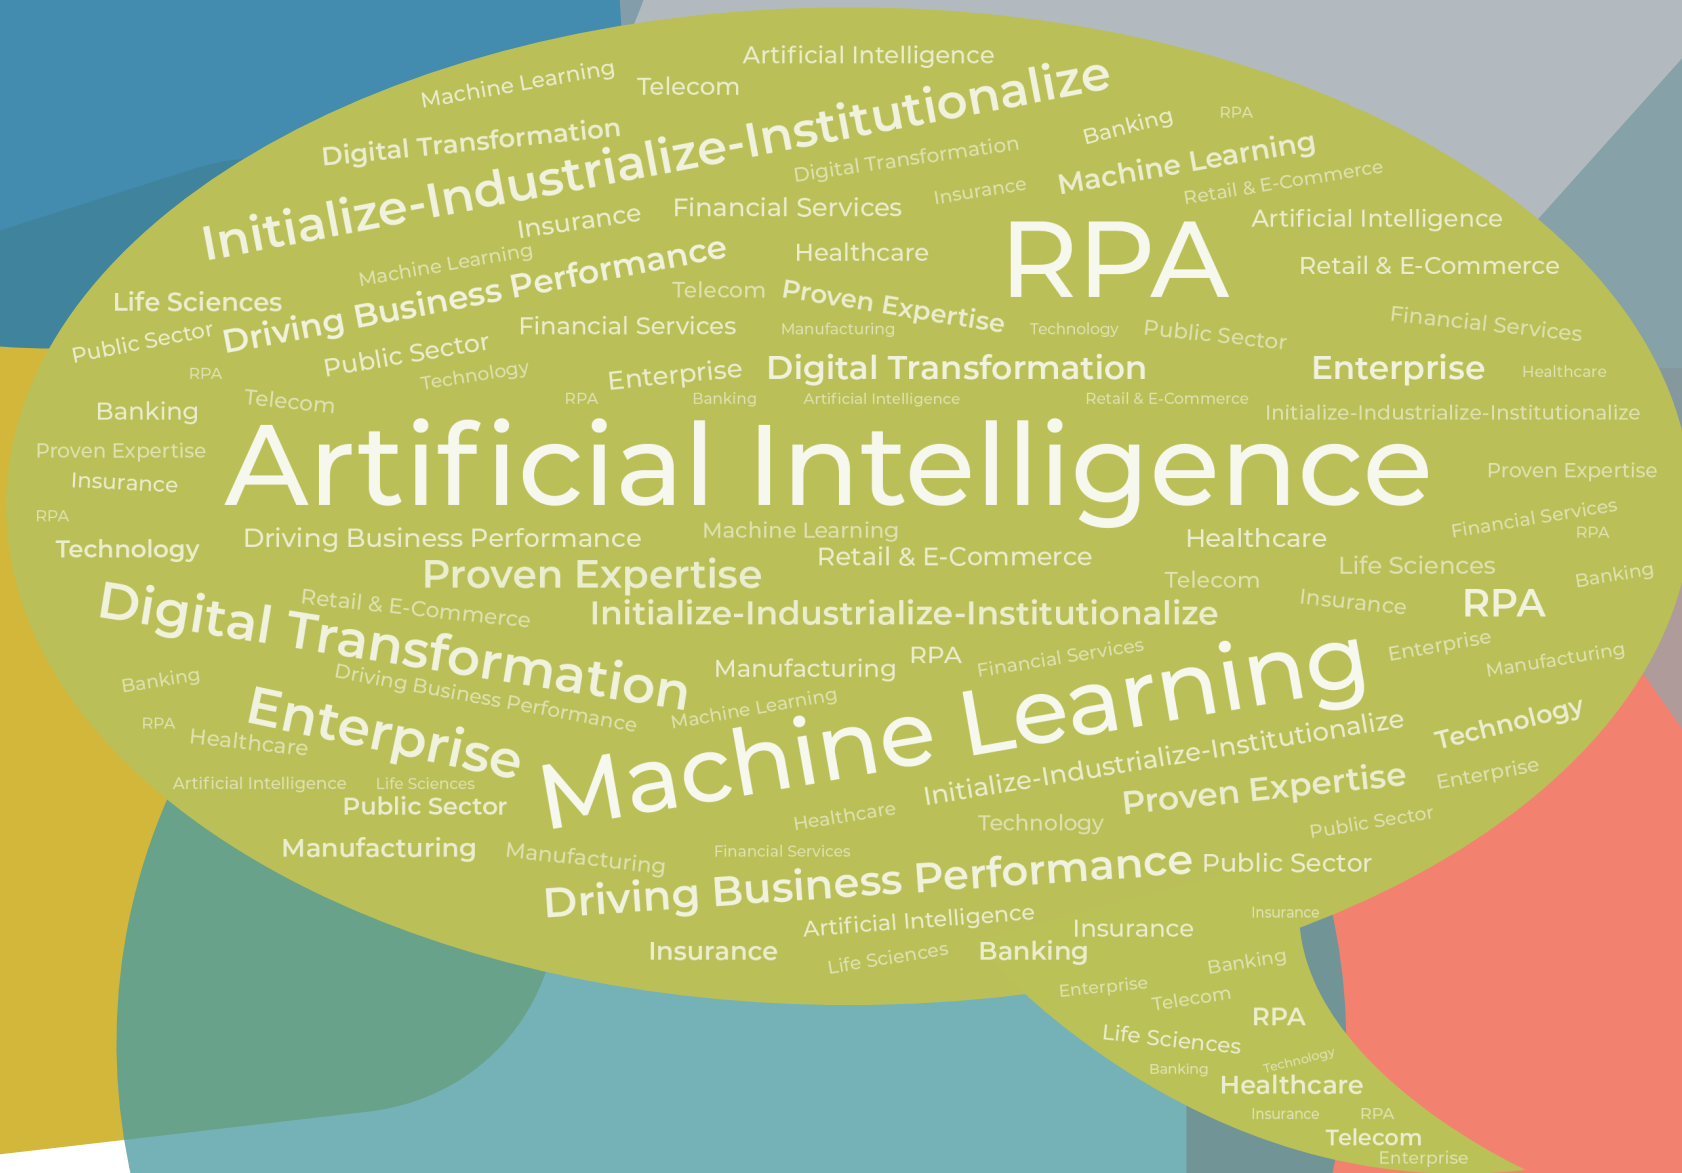 Artificial Intelligence
Machine Learning
Telecom
Initialize-Industrialize-Institutionalize
Digital Transformation
Banking
RPA
Digital Transformation
Machine Learning
Insurance
Retail & E-Commerce
Insurance
Financial Services
RPA
Artificial Intelligence
Machine Learning
Healthcare
Retail & E-Commerce
Driving Business Performance
Life Sciences
Telecom
Proven Expertise
Public Sector
Financial Services
Manufacturing
Technology
Public Sector
Financial Services
Public Sector
RPA
Technology
Enterprise
Digital Transformation
Enterprise
Healthcare
Banking
Telecom
RPA
Banking
Artificial Intelligence
Retail & E-Commerce
Initialize-Industrialize-Institutionalize
Proven Expertise
Artificial Intelligence
Proven Expertise
Insurance
RPA
Financial Services
RPA
Technology
Driving Business Performance
Machine Learning
Healthcare
Retail & E-Commerce
Life Sciences
Proven Expertise
Telecom
Banking
Digital Transformation
Retail & E-Commerce
Initialize-Industrialize-Institutionalize
Insurance
RPA
Manufacturing
RPA
Financial Services
Enterprise
Manufacturing
Banking
Driving Business Performance
Machine Learning
Machine Learning
RPA
Healthcare
Enterprise
Initialize-Industrialize-Institutionalize
Technology
Artificial Intelligence
Life Sciences
Proven Expertise
Enterprise
Public Sector
Healthcare
Technology
Public Sector
Manufacturing
Manufacturing
Financial Services
Driving Business Performance
Public Sector
Artificial Intelligence
Insurance
Insurance
Insurance
Life Sciences
Banking
Banking
Enterprise
Telecom
RPA
Life Sciences
Technology
Banking
Healthcare
Insurance
RPA
Telecom
Enterprise